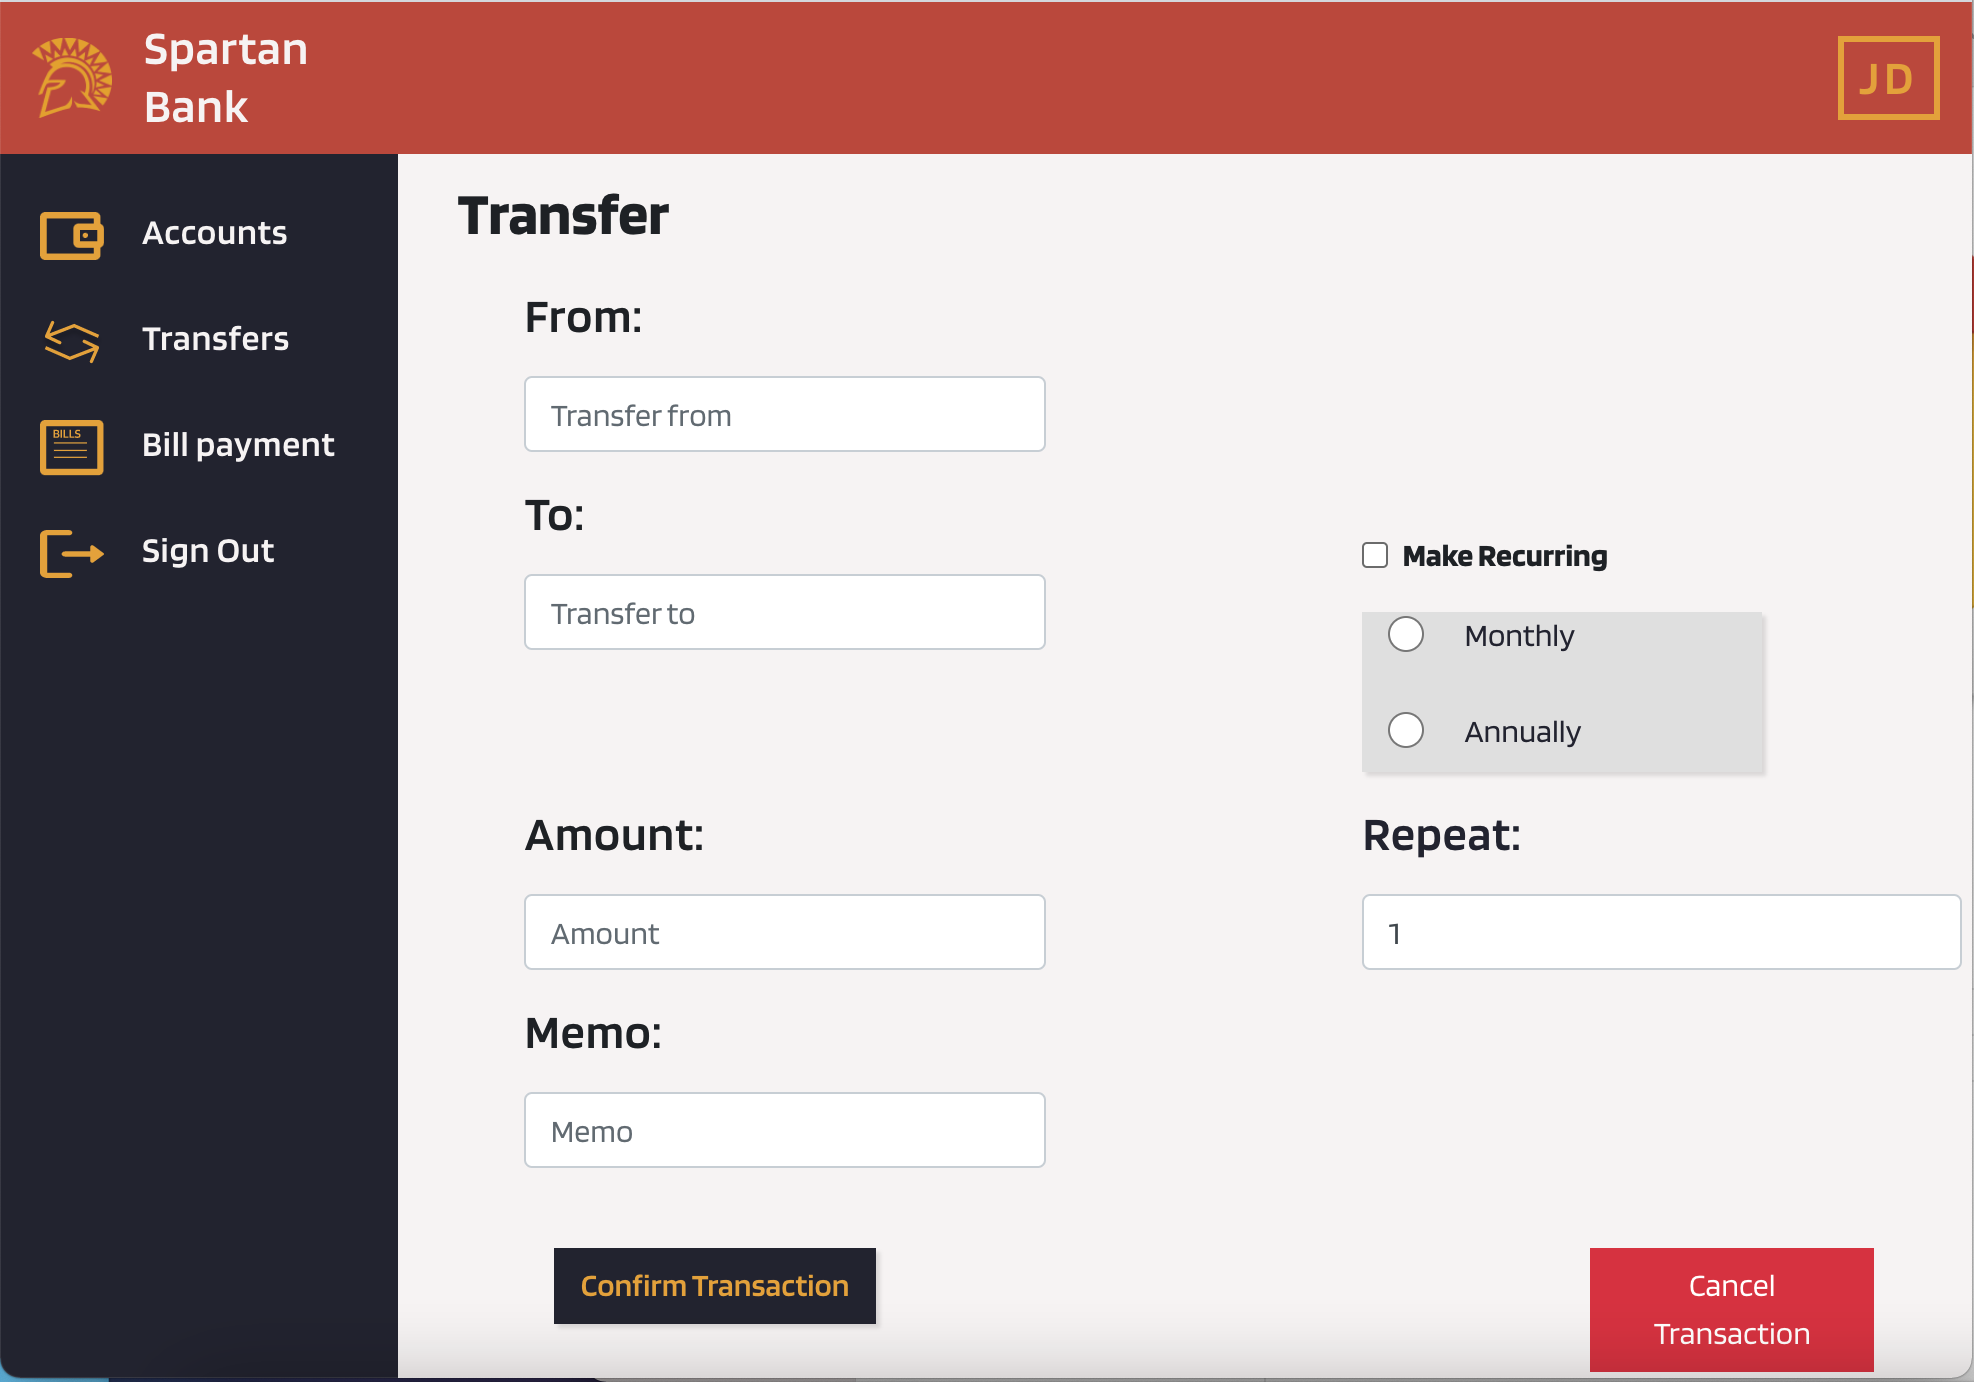 Spartan
Bank
JD
Accounts
Transfers
BILLS
Bill payment
Sign Out
Transfer
From:
Transfer from
To:
Transfer to
Make Recurring
Monthly
Annually
Amount:
Amount
Repeat:
1
Memo:
Memo
Confirm Transaction
Cancel
Transaction